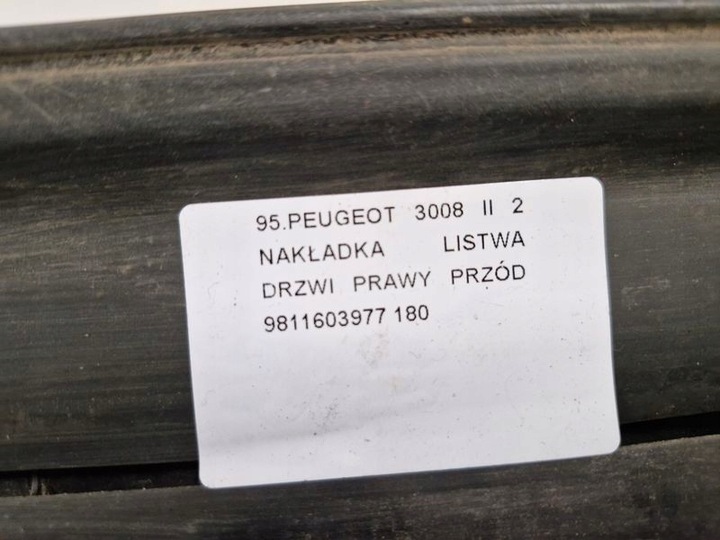 95.PEUGEOT 3008 II 2
NAKŁADKA LISTWA
DRZWI PRAWY PRZÓD
9811603977 180